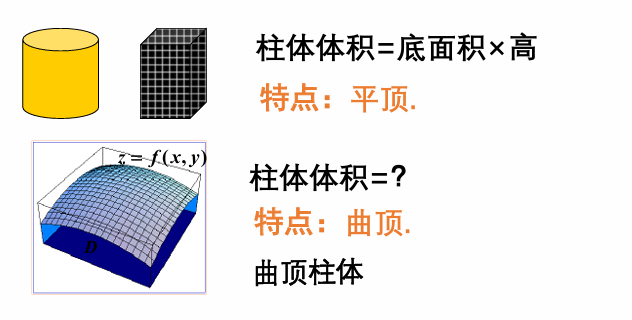 柱体体积=底面积×高
特点：平顶.
z = f(x,y)
D
柱体体积=?
特点：曲顶.
曲顶柱体